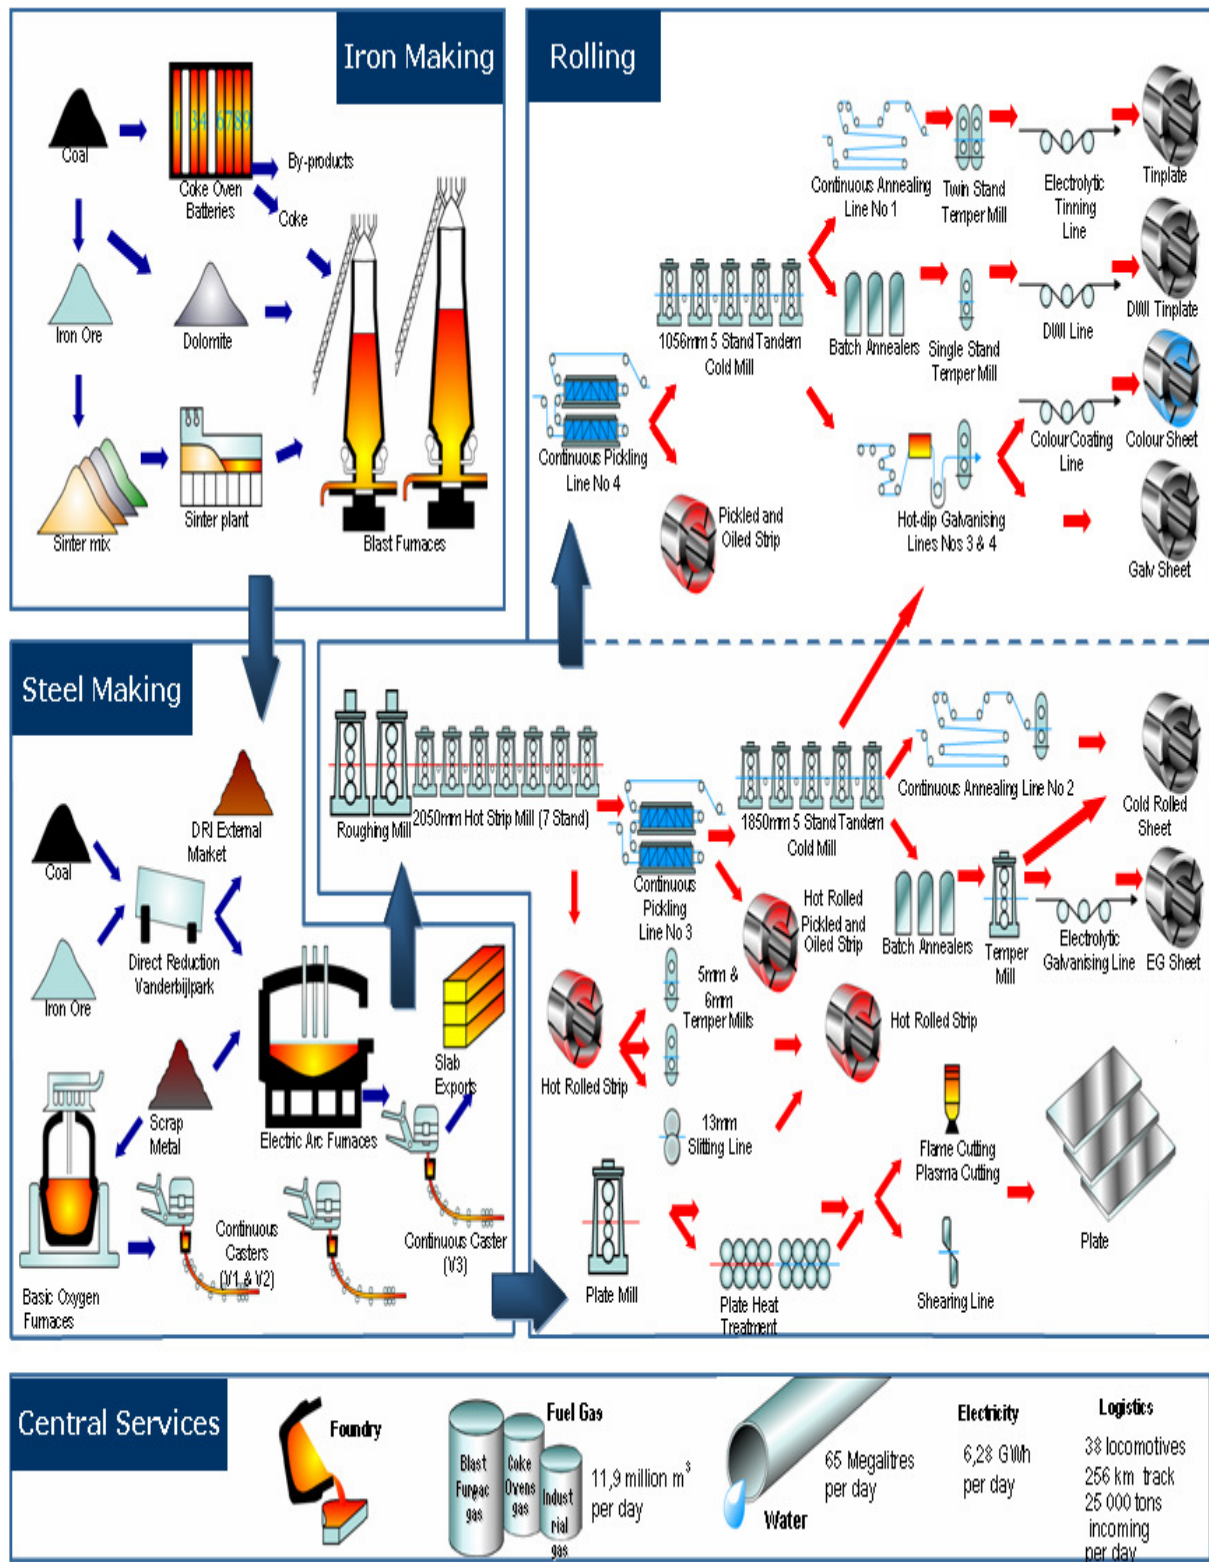 Iron Making
Coal
1 34 6789
Coke Oven
Batteries
By-products
Coke
Iron Ore
Dolomite
Sinter mix
Sinter plant
Blast Furnaces
Rolling
Continuous Annealing
Line No 1
Twin Stand
Temper Mill
Electrolytic
Tinning
Line
Tinplate
1056mm 5 Stand Tandem
Cold Mill
Batch Annealers
Single Stand
Temper Mill
DWI Line
DWI Tinplate
Continuous Pickling
Line No 4
Pickled and
Oiled Strip
Hot-dip Galvanising
Lines Nos 3 & 4
Colour Coating
Line
Colour Sheet
Galv Sheet
Steel Making
Coal
DRI External
Market
Iron Ore
Direct Reduction
Vanderbijlpark
Scrap
Metal
Electric Arc Furnaces
Slab
Exports
Basic Oxygen
Furnaces
Continuous
Casters
(V1 & V2)
Continuous Caster
(V3)
Roughing Mill
2050mm Hot Strip Mill (7 Stand)
Continuous
Pickling
Line No 3
1850mm 5 Stand Tandem
Cold Mill
Continuous Annealing Line No 2
Cold Rolled
Sheet
Hot Rolled
Pickled and
Oiled Strip
Batch Annealers
Temper
Mill
Electrolytic
Galvanising Line
EG Sheet
Hot Rolled Strip
5mm &
6mm
Temper Mills
13mm
Slitting Line
Hot Rolled Strip
Plate Mill
Plate Heat
Treatment
Flame Cutting
Plasma Cutting
Shearing Line
Plate
Central Services
Foundry
Fuel Gas
Blast
Furnac
gas
Coke
Ovens
gas
Indust
rial
gas
11,9 million m³
per day
Water
65 Megalitres
per day
Electricity
6,28 GWh
per day
Logistics
38 locomotives
256 km track
25 000 tons
incoming
per day